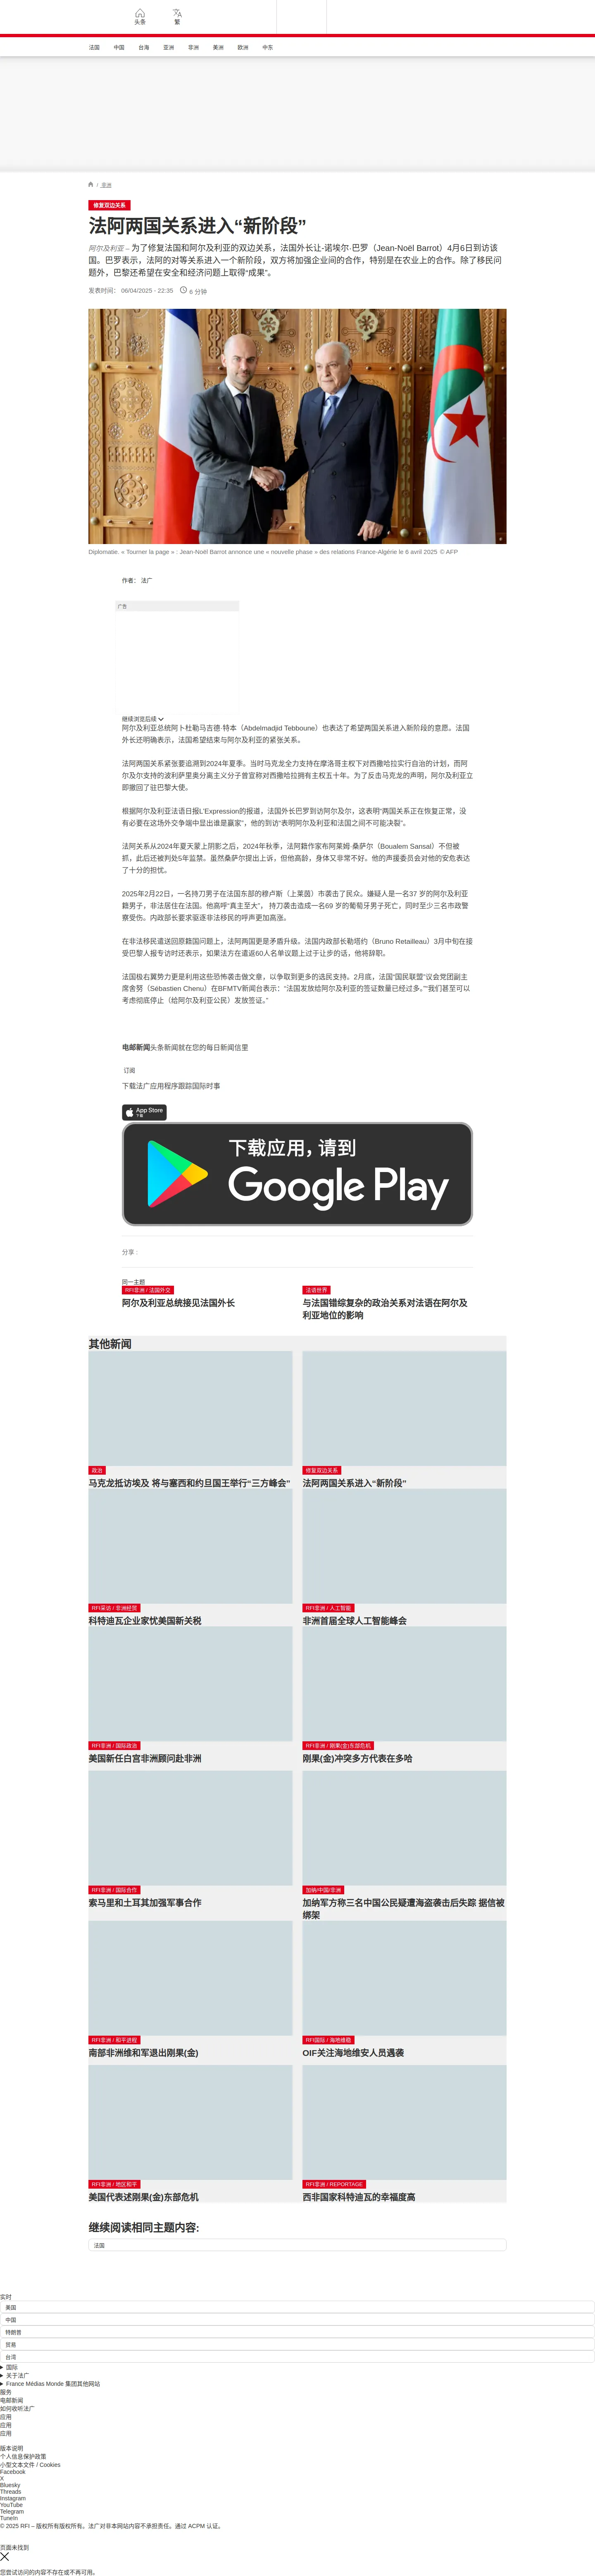 头条
繁
法国
中国
台海
亚洲
非洲
美洲
欧洲
中东
/ 非洲
修复双边关系
法阿两国关系进入“新阶段”
阿尔及利亚 – 为了修复法国和阿尔及利亚的双边关系，法国外长让-诺埃尔·巴罗（Jean-Noël Barrot）4月6日到访该
国。巴罗表示，法阿的对等关系进入一个新阶段，双方将加强企业间的合作，特别是在农业上的合作。除了移民问
题外，巴黎还希望在安全和经济问题上取得“成果”。
发表时间： 06/04/2025 - 22:35
6 分钟
Diplomatie. « Tourner la page » : Jean-Noël Barrot annonce une « nouvelle phase » des relations France-Algérie le 6 avril 2025 © AFP
作者： 法广
广告
继续浏览后续
阿尔及利亚总统阿卜杜勒马吉德·特本（Abdelmadjid Tebboune）也表达了希望两国关系进入新阶段的意愿。法国
外长还明确表示，法国希望结束与阿尔及利亚的紧张关系。
法阿两国关系紧张要追溯到2024年夏季。当时马克龙全力支持在摩洛哥主权下对西撒哈拉实行自治的计划，而阿
尔及尔支持的波利萨里奥分离主义分子曾宣称对西撒哈拉拥有主权五十年。为了反击马克龙的声明，阿尔及利亚立
即撤回了驻巴黎大使。
根据阿尔及利亚法语日报L'Expression的报道，法国外长巴罗到访阿尔及尔，这表明“两国关系正在恢复正常，没
有必要在这场外交争端中显出谁是赢家”，他的到访“表明阿尔及利亚和法国之间不可能决裂”。
法阿关系从2024年夏天蒙上阴影之后，2024年秋季，法阿籍作家布阿莱姆·桑萨尔（Boualem Sansal）不但被
抓，此后还被判处5年监禁。虽然桑萨尔提出上诉，但他高龄，身体又非常不好。他的声援委员会对他的安危表达
了十分的担忧。
2025年2月22日，一名持刀男子在法国东部的穆卢斯（上莱茵）市袭击了民众。嫌疑人是一名37 岁的阿尔及利亚
籍男子，非法居住在法国。他高呼“真主至大”， 持刀袭击造成一名69 岁的葡萄牙男子死亡，同时至少三名市政警
察受伤。内政部长要求驱逐非法移民的呼声更加高涨。
在非法移民遣送回原籍国问题上，法阿两国更是矛盾升级。法国内政部长勒塔约（Bruno Retailleau）3月中旬在接
受巴黎人报专访时还表示，如果法方在遣返60人名单议题上过于让步的话，他将辞职。
法国极右翼势力更是利用这些恐怖袭击做文章，以争取到更多的选民支持。2月底，法国“国民联盟”议会党团副主
席舍努（Sébastien Chenu）在BFMTV新闻台表示：“法国发放给阿尔及利亚的签证数量已经过多。”“我们甚至可以
考虑彻底停止（给阿尔及利亚公民）发放签证。”
电邮新闻头条新闻就在您的每日新闻信里
订阅
下载法广应用程序跟踪国际时事
App Store
下载
下载应用，请到
Google Play
分享 :
同一主题
RFI非洲 / 法国外交
阿尔及利亚总统接见法国外长
法语世界
与法国错综复杂的政治关系对法语在阿尔及
利亚地位的影响
其他新闻
政治
马克龙抵访埃及 将与塞西和约旦国王举行“三方峰会”
修复双边关系
法阿两国关系进入“新阶段”
RFI采访 / 非洲经贸
科特迪瓦企业家忧美国新关税
RFI非洲 / 人工智能
非洲首届全球人工智能峰会
RFI非洲 / 国际政治
美国新任白宫非洲顾问赴非洲
RFI非洲 / 刚果(金)东部危机
刚果(金)冲突多方代表在多哈
RFI非洲 / 国际合作
索马里和土耳其加强军事合作
加纳/中国/非洲
加纳军方称三名中国公民疑遭海盗袭击后失踪 据信被
绑架
RFI非洲 / 和平进程
南部非洲维和军退出刚果(金)
RFI国际 / 海地维稳
OIF关注海地维安人员遇袭
RFI非洲 / 地区和平
美国代表述刚果(金)东部危机
RFI非洲 / REPORTAGE
西非国家科特迪瓦的幸福度高
继续阅读相同主题内容:
法国
实时
美国
中国
特朗普
贸易
台湾
国际
关于法广
France Médias Monde 集团其他网站
服务
电邮新闻
如何收听法广
应用
应用
应用
版本说明
个人信息保护政策
小型文本文件 / Cookies
Facebook
X
Bluesky
Threads
Instagram
YouTube
Telegram
TuneIn
© 2025 RFI – 版权所有版权所有。法广对非本网站内容不承担责任。通过 ACPM 认证。
页面未找到
您尝试访问的内容不存在或不再可用。